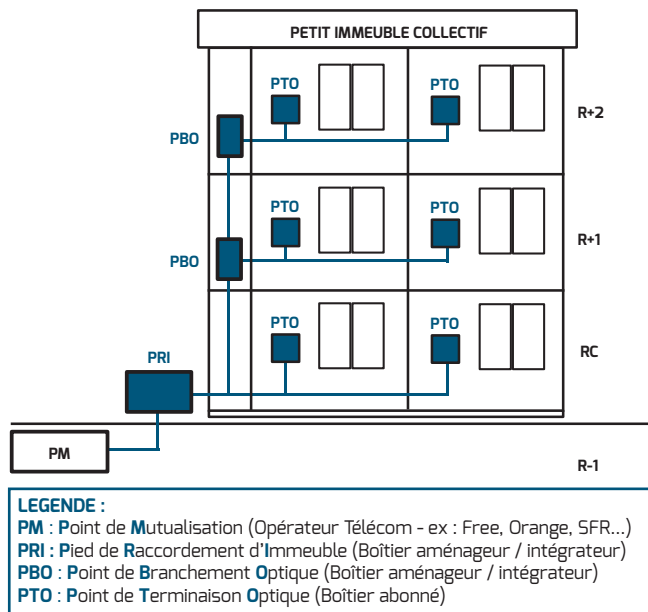 PETIT IMMEUBLE COLLECTIF
PTO
PTO
R+2
PBO
PTO
PTO
R+1
PBO
PTO
PTO
RC
PRI
PM
R-1
LEGENDE :
PM : Point de Mutualisation (Opérateur Télécom - ex : Free, Orange, SFR...)
PRI : Pied de Raccordement d'Immeuble (Boîtier aménageur / intégrateur)
PBO : Point de Branchement Optique (Boîtier aménageur / intégrateur)
PTO : Point de Terminaison Optique (Boîtier abonné)